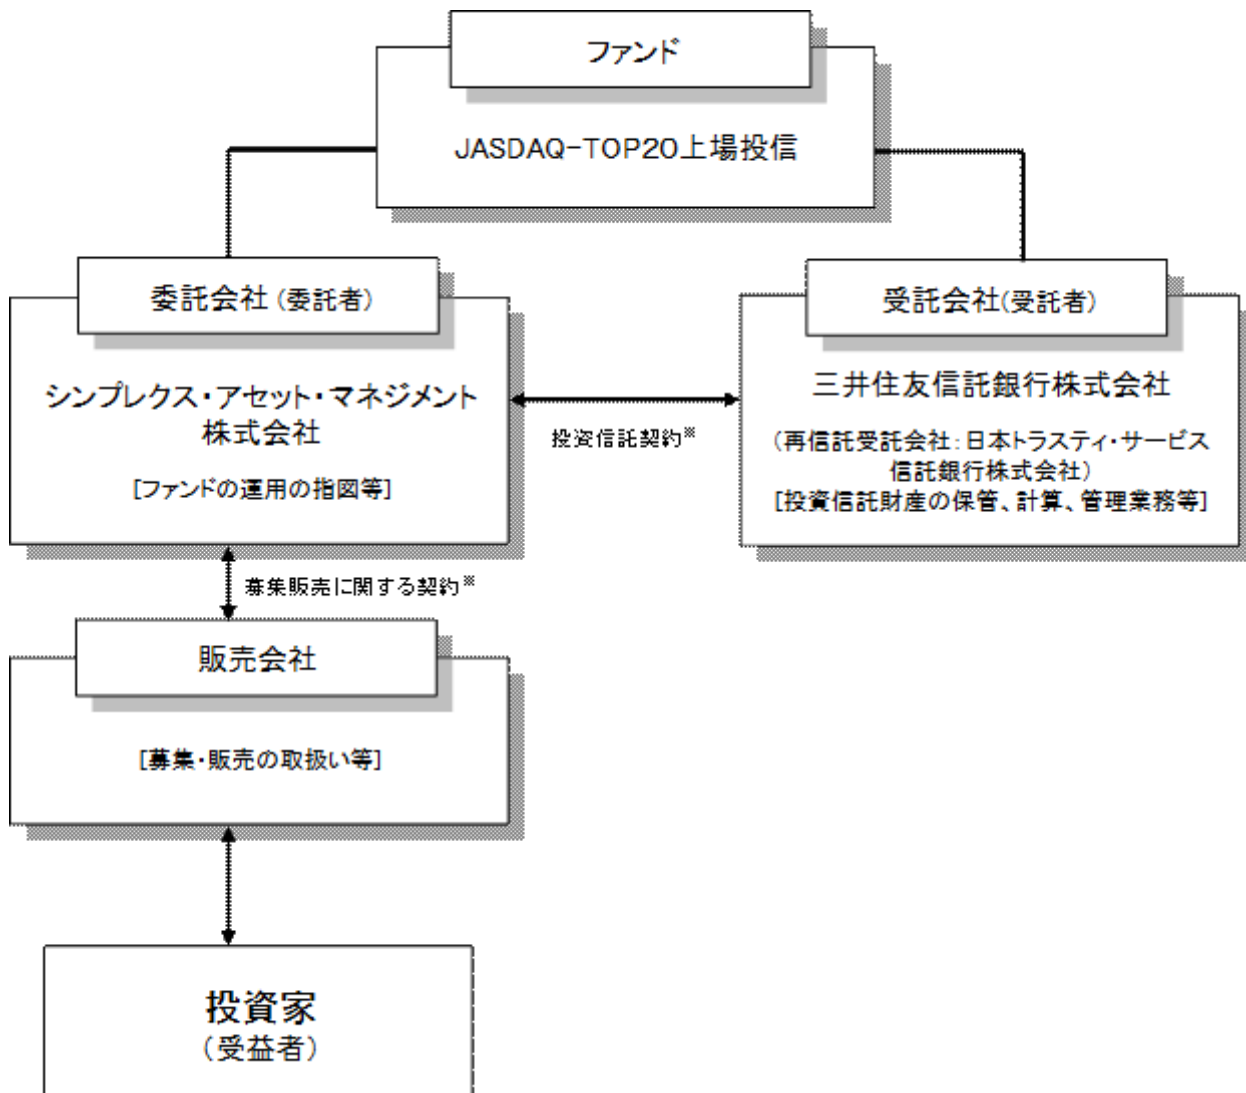 ファンド
JASDAQ-TOP20上場投信
委託会社(委託者)
シンプレクス・アセット・マネジメント
株式会社
[ファンドの運用の指図等]
投資信託契約※
受託会社(受託者)
三井住友信託銀行株式会社
(再信託受託会社:日本トラスティ・サービス
信託銀行株式会社)
[投資信託財産の保管、計算、管理業務等]
募集販売に関する契約※
販売会社
[募集・販売の取扱い等]
投資家
(受益者)